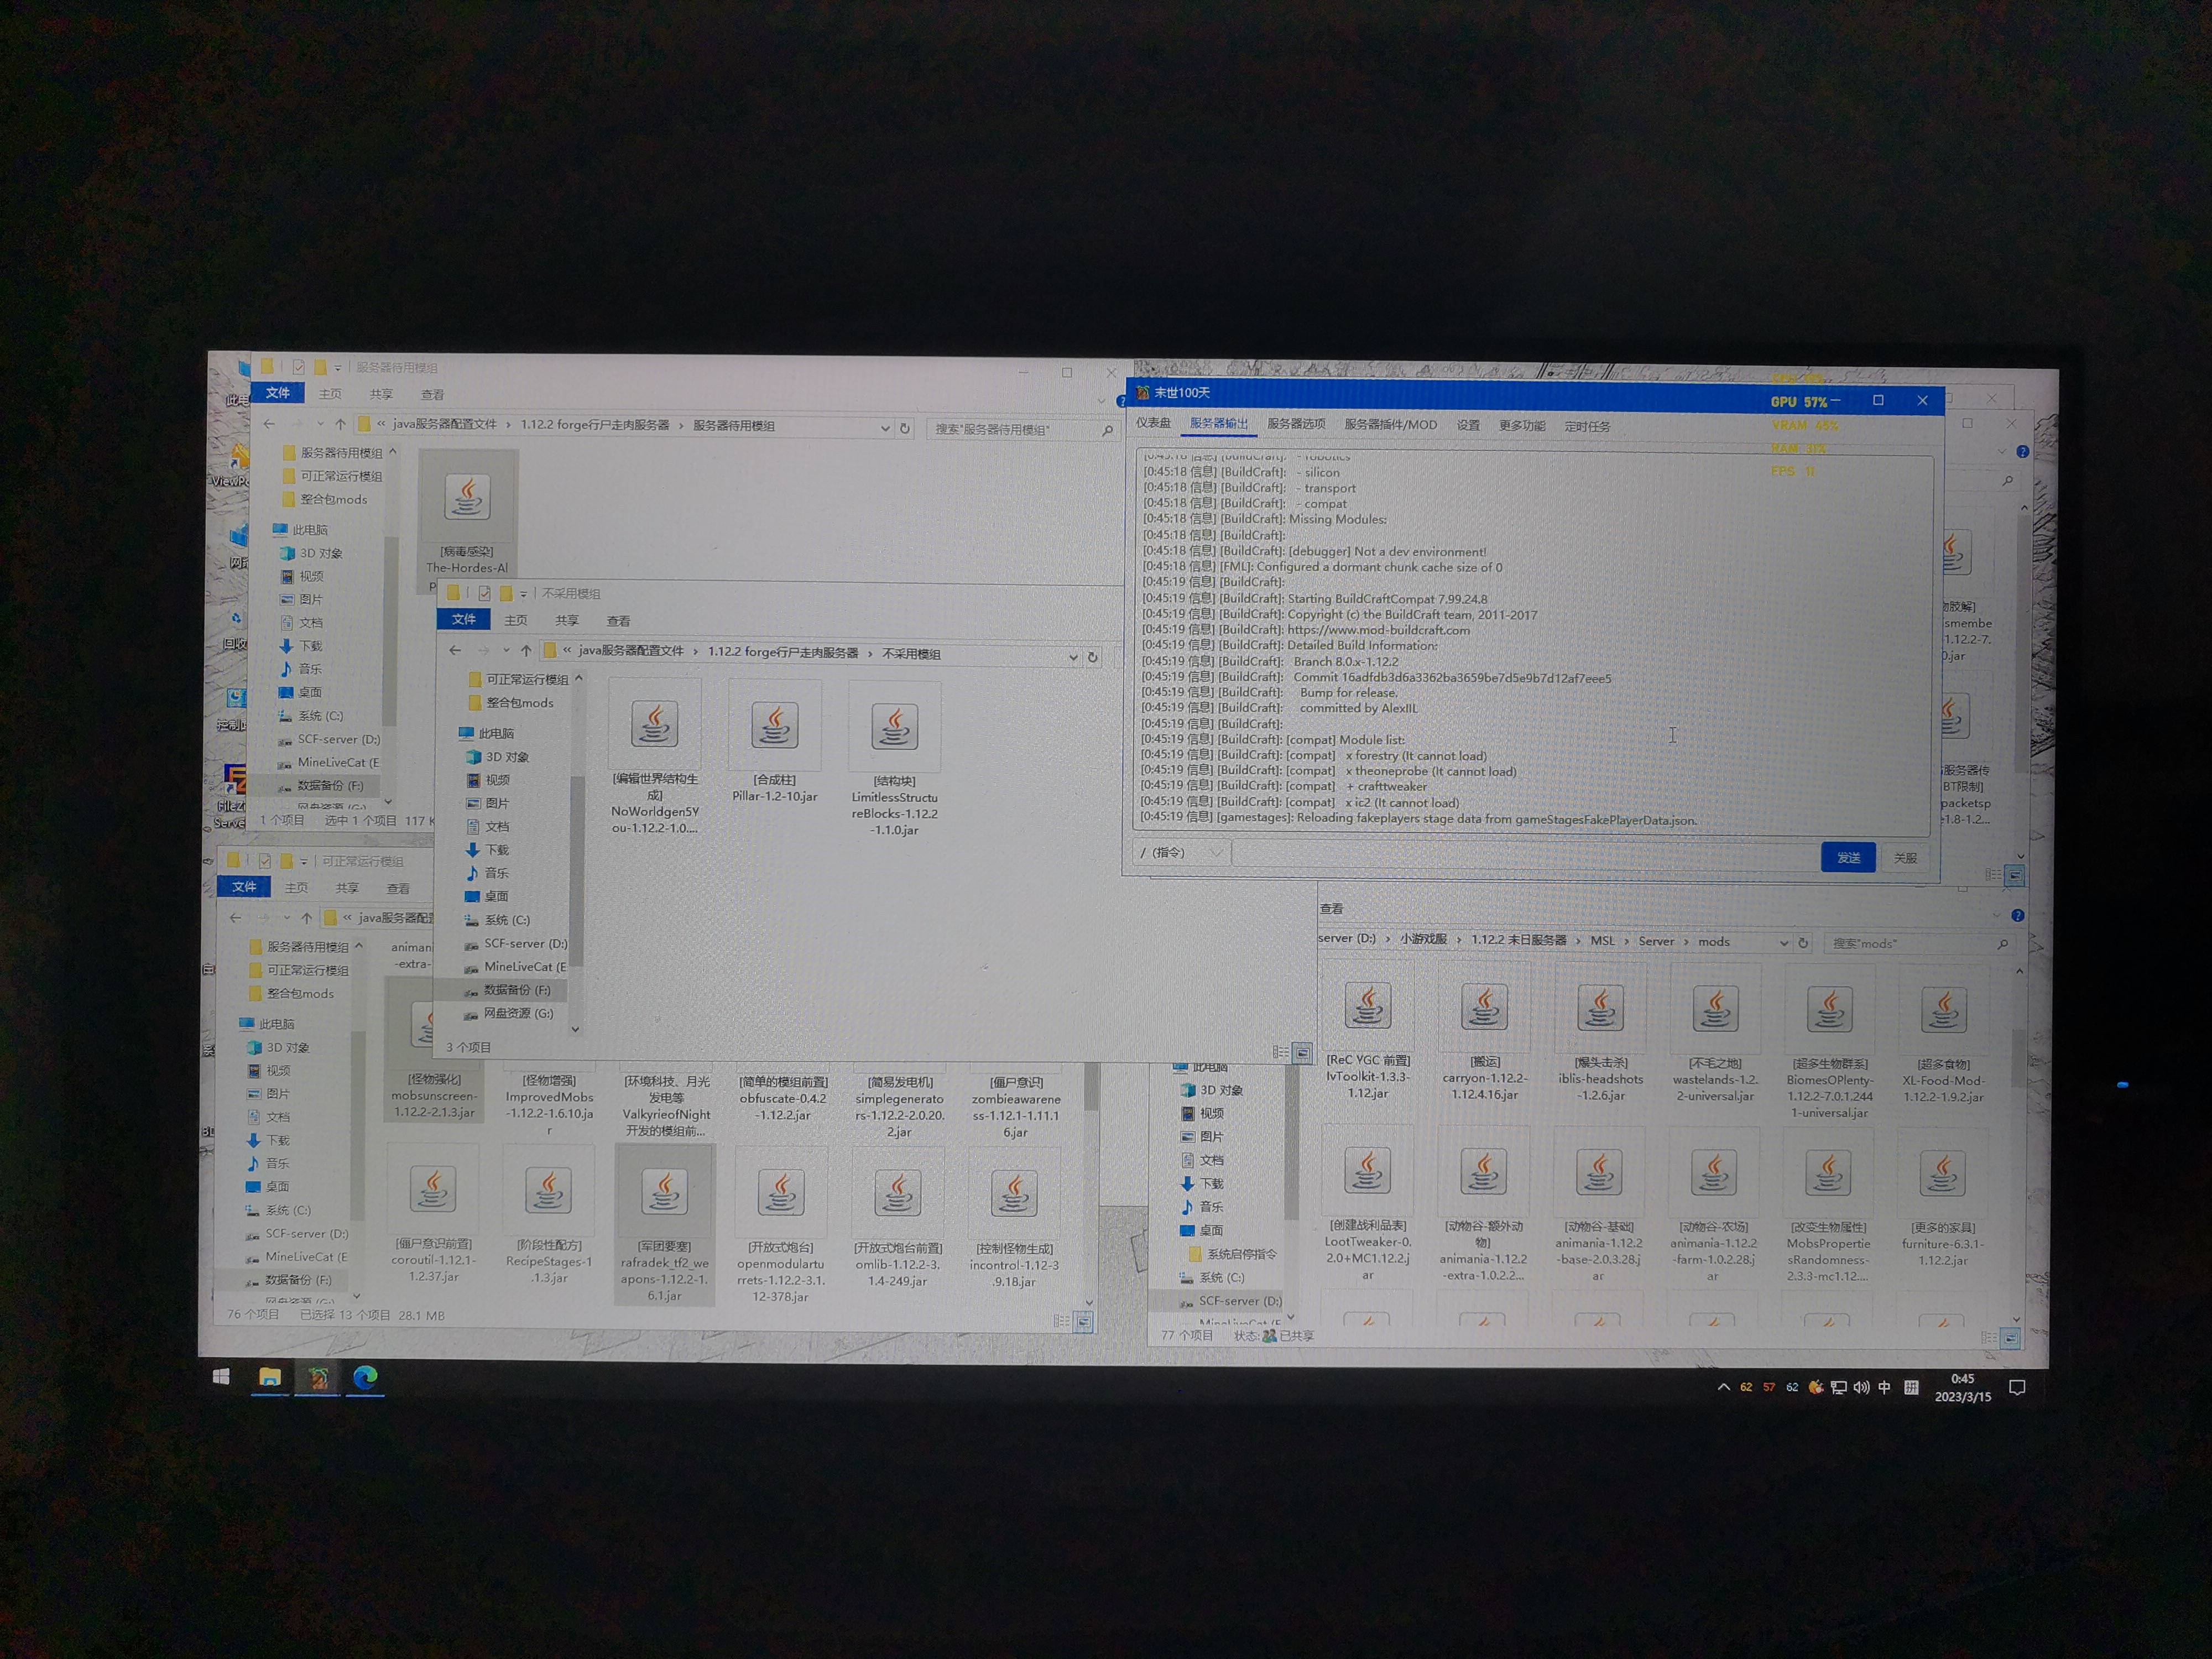 服务器待用模组
文件 主页 共享 查看
« java服务器配置文件 › 1.12.2 forge行尸走肉服务器 › 服务器待用模组
搜索"服务器待用模组"
服务器待用模组
可正常运行模组
整合包mods
此电脑
3D 对象
视频
图片
文档
下载
音乐
桌面
系统 (C:)
SCF-server (D:)
MineLiveCat (E
数据备份 (F:)
[病毒感染]
The-Hordes-Al
1 个项目 选中 1 个项目 117 K
不采用模组
文件 主页 共享 查看
« java服务器配置文件 › 1.12.2 forge行尸走肉服务器 › 不采用模组
可正常运行模组
整合包mods
此电脑
3D 对象
视频
图片
文档
下载
音乐
桌面
系统 (C:)
SCF-server (D:)
MineLiveCat (E
数据备份 (F:)
网盘资源 (G:)
[编辑世界结构生
成]
NoWorldgen5Y
ou-1.12.2-1.0....
[合成柱]
Pillar-1.2-10.jar
[结构块]
LimitlessStructu
reBlocks-1.12.2
-1.1.0.jar
3 个项目
末世100天
GPU 57%
VRAM 45%
RAM 31%
FPS
仪表盘 服务器输出 服务器选项 服务器插件/MOD 设置 更多功能 定时任务
[0:45:18 信息] [BuildCraft]: - robotics
[0:45:18 信息] [BuildCraft]: - silicon
[0:45:18 信息] [BuildCraft]: - transport
[0:45:18 信息] [BuildCraft]: - compat
[0:45:18 信息] [BuildCraft]: Missing Modules:
[0:45:18 信息] [BuildCraft]:
[0:45:18 信息] [BuildCraft]: [debugger] Not a dev environment!
[0:45:18 信息] [FML]: Configured a dormant chunk cache size of 0
[0:45:19 信息] [BuildCraft]:
[0:45:19 信息] [BuildCraft]: Starting BuildCraftCompat 7.99.24.8
[0:45:19 信息] [BuildCraft]: Copyright (c) the BuildCraft team, 2011-2017
[0:45:19 信息] [BuildCraft]: https://www.mod-buildcraft.com
[0:45:19 信息] [BuildCraft]: Detailed Build Information:
[0:45:19 信息] [BuildCraft]: Branch 8.0.x-1.12.2
[0:45:19 信息] [BuildCraft]: Commit 16adfdb3d6a3362ba3659be7d5e9b7d12af7eee5
[0:45:19 信息] [BuildCraft]: Bump for release.
[0:45:19 信息] [BuildCraft]: committed by AlexIIL
[0:45:19 信息] [BuildCraft]:
[0:45:19 信息] [BuildCraft]: [compat] Module list:
[0:45:19 信息] [BuildCraft]: [compat] x forestry (It cannot load)
[0:45:19 信息] [BuildCraft]: [compat] x theoneprobe (It cannot load)
[0:45:19 信息] [BuildCraft]: [compat] + crafttweaker
[0:45:19 信息] [BuildCraft]: [compat] x ic2 (It cannot load)
[0:45:19 信息] [gamestages]: Reloading fakeplayers stage data from gameStagesFakePlayerData.json.
/ (指令)
发送 关服
可正常运行模组
文件 主页 共享 查看
« java服务器配
服务器待用模组
可正常运行模组
整合包mods
此电脑
3D 对象
视频
图片
文档
下载
音乐
桌面
系统 (C:)
SCF-server (D:)
MineLiveCat (E
数据备份 (F:)
animan
-extra-
[怪物强化]
mobsunscreen-
1.12.2-2.1.3.jar
[怪物增强]
ImprovedMobs
-1.12.2-1.6.10.ja
r
[环境科技、月光
发电等
ValkyrieofNight
开发的模组前...
[简单的模组前置]
obfuscate-0.4.2
-1.12.2.jar
[简易发电机]
simplegenerato
rs-1.12.2-2.0.20.
2.jar
[僵尸意识]
zombieawarene
ss-1.12.1-1.11.1
6.jar
[僵尸意识前置]
coroutil-1.12.1-
1.2.37.jar
[阶段性配方]
RecipeStages-1
.1.3.jar
[军团要塞]
rafradek_tf2_we
apons-1.12.2-1.
6.1.jar
[开放式炮台]
openmodulartu
rrets-1.12.2-3.1.
12-378.jar
[开放式炮台前置]
omlib-1.12.2-3.
1.4-249.jar
[控制怪物生成]
incontrol-1.12-3
.9.18.jar
76 个项目 已选择 13 个项目 28.1 MB
查看
server (D:) › 小游戏服 › 1.12.2 末日服务器 › MSL › Server › mods
搜索"mods"
此电脑
3D 对象
视频
图片
文档
下载
音乐
桌面
系统启停指令
系统 (C:)
SCF-server (D:)
MineLiveCat (E
[ReC VGC 前置]
IvToolkit-1.3.3-
1.12.jar
[搬运]
carryon-1.12.2-
1.12.4.16.jar
[爆头击杀]
iblis-headshots
-1.2.6.jar
[不毛之地]
wastelands-1.2.
2-universal.jar
[超多生物群系]
BiomesOPlenty-
1.12.2-7.0.1.244
1-universal.jar
[超多食物]
XL-Food-Mod-
1.12.2-1.9.2.jar
[创建战利品表]
LootTweaker-0.
2.0+MC1.12.2.j
ar
[动物谷-额外动
物]
animania-1.12.2
-extra-1.0.2.2...
[动物谷-基础]
animania-1.12.2
-base-2.0.3.28.j
ar
[动物谷-农场]
animania-1.12.2
-farm-1.0.2.28.j
ar
[改变生物属性]
MobsPropertie
sRandomness-
2.3.3-mc1.12....
[更多的家具]
furniture-6.3.1-
1.12.2.jar
77 个项目 状态: 已共享
smembe
1.12.2-7.
服务器传
BT限制]
packetsp
62 57 62 中 拼
0:45
2023/3/15